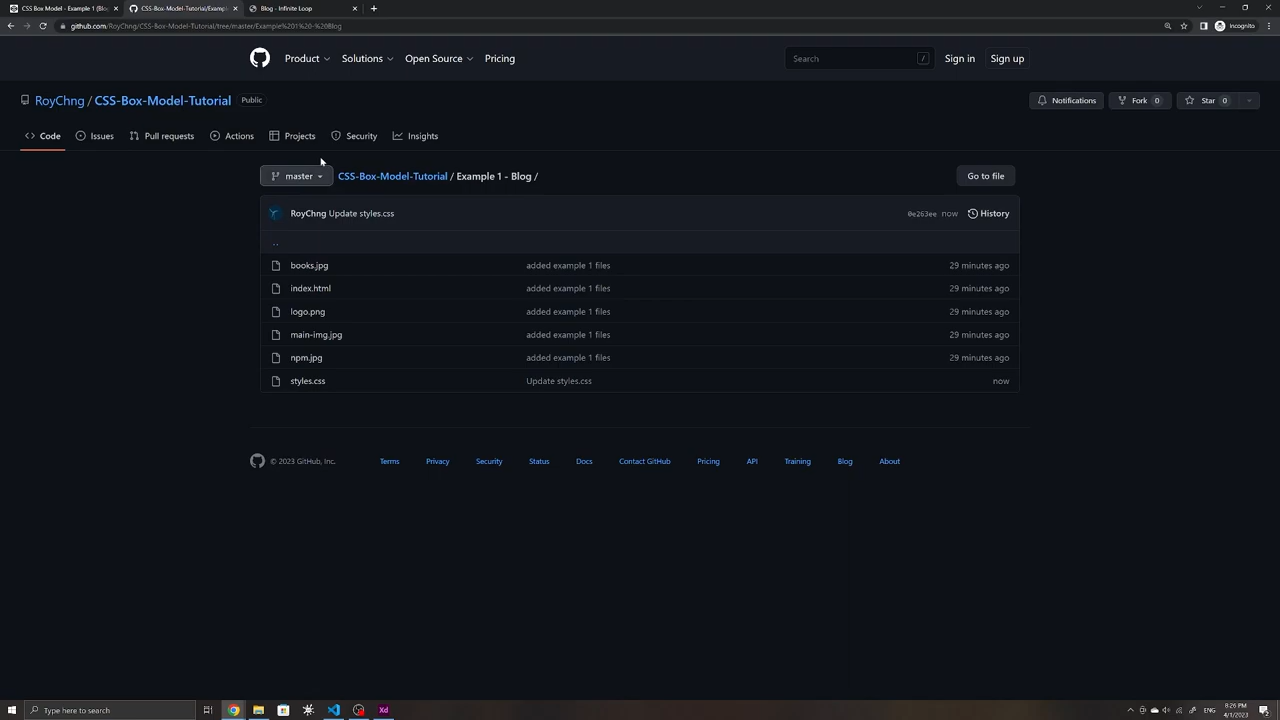 CSS Box Model - Example 1 (Blog
CSS-Box-Model-Tutorial/Exampl
Blog - Infinite Loop
github.com/RoyChng/CSS-Box-Model-Tutorial/tree/master/Example%201%20-%20Blog
Incognito
Product
Solutions
Open Source
Pricing
Search
/
Sign in
Sign up
RoyChng / CSS-Box-Model-Tutorial
Public
Notifications
Fork 0
Star 0
Code
Issues
Pull requests
Actions
Projects
Security
Insights
master
CSS-Box-Model-Tutorial / Example 1 - Blog /
Go to file
RoyChng Update styles.css
0e263ee now
History
..
books.jpg added example 1 files 29 minutes ago
index.html added example 1 files 29 minutes ago
logo.png added example 1 files 29 minutes ago
main-img.jpg added example 1 files 29 minutes ago
npm.jpg added example 1 files 29 minutes ago
styles.css Update styles.css now
© 2023 GitHub, Inc.
Terms
Privacy
Security
Status
Docs
Contact GitHub
Pricing
API
Training
Blog
About
Type here to search
Xd
ENG
8:26 PM
4/1/2023